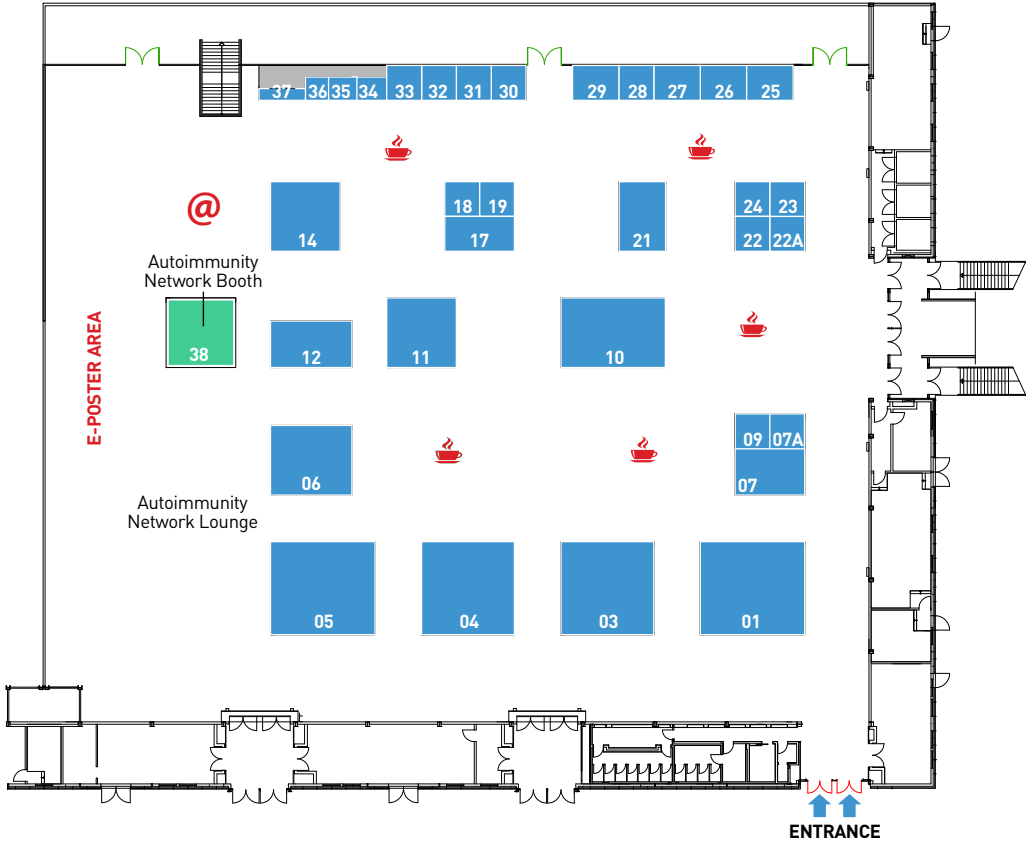 37 36 35 34 33 32 31 30 29 28 27 26 25
@
18 19 24 23
14 17 21 22 22A
Autoimmunity
Network Booth
38 12 11 10
E-POSTER AREA
09 07A
06 07
Autoimmunity
Network Lounge
05 04 03 01
ENTRANCE